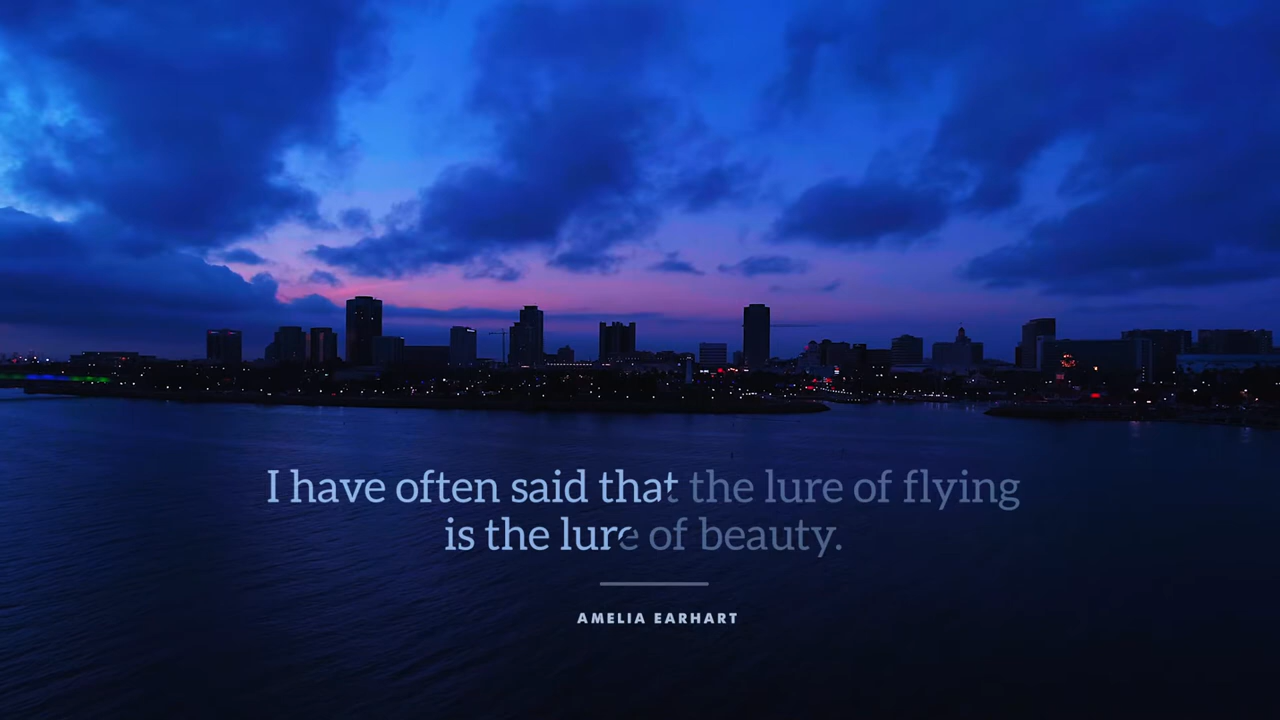 I have often said that the lure of flying
is the lure of beauty.
AMELIA EARHART